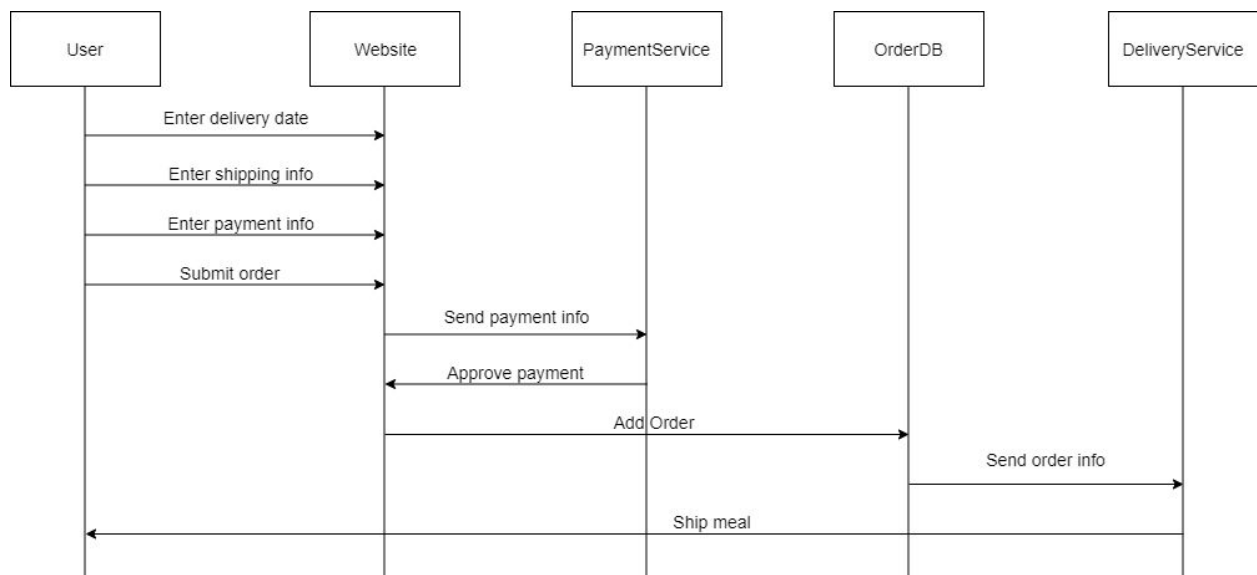 User
Website
PaymentService
OrderDB
DeliveryService
Enter delivery date
Enter shipping info
Enter payment info
Submit order
Send payment info
Approve payment
Add Order
Send order info
Ship meal